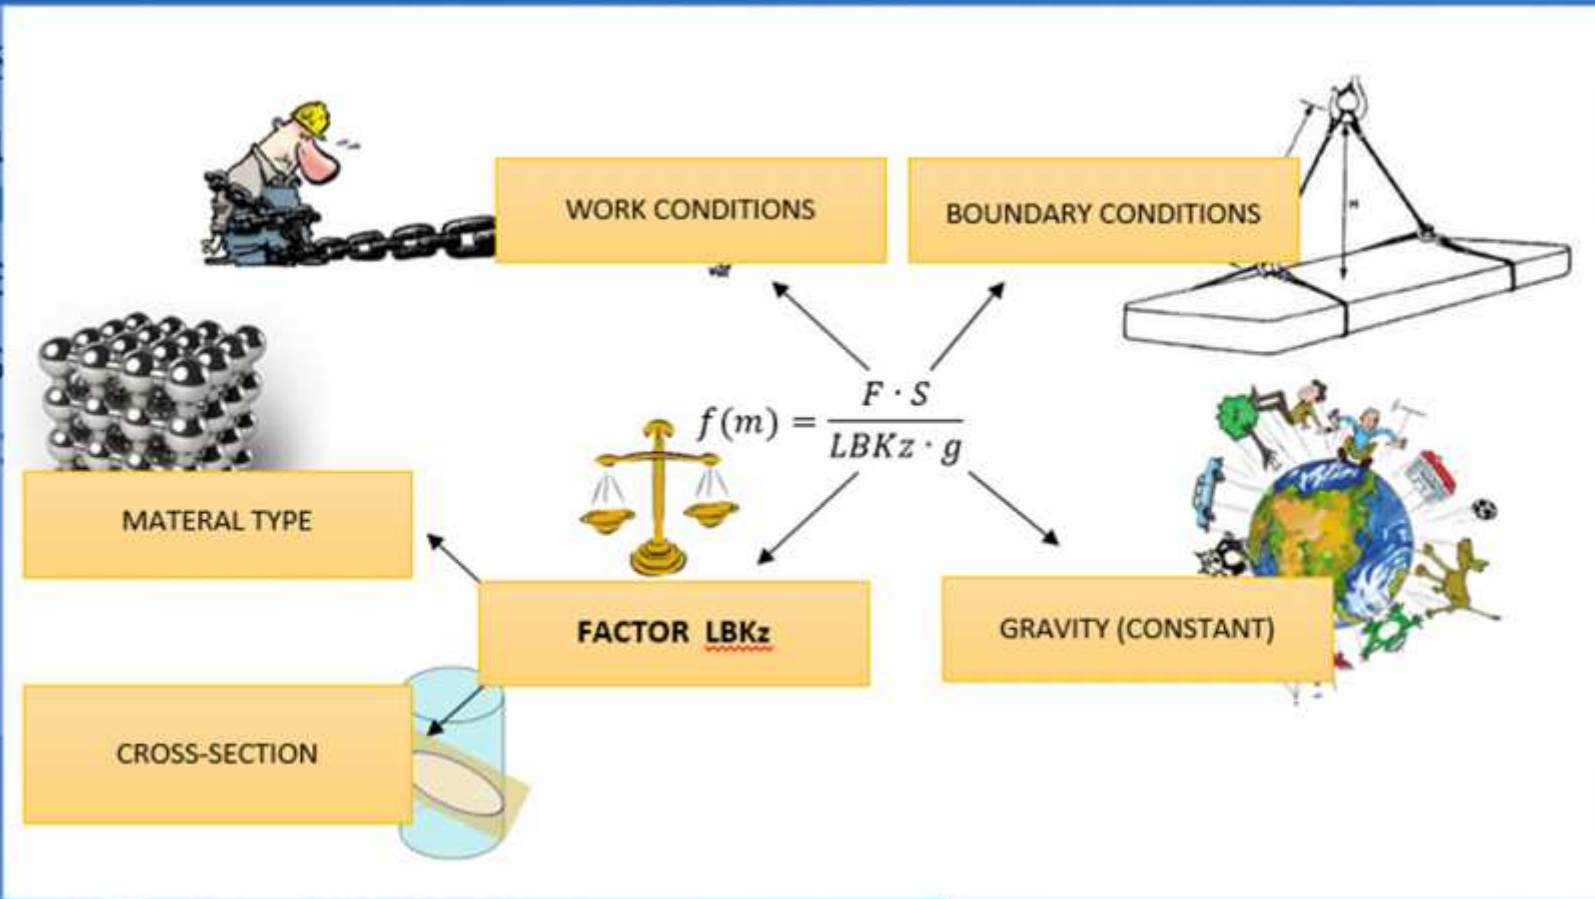 WORK CONDITIONS
BOUNDARY CONDITIONS
H
f(m) = F · S / LBKz · g
MATERAL TYPE
FACTOR LBKz
GRAVITY (CONSTANT)
CROSS-SECTION